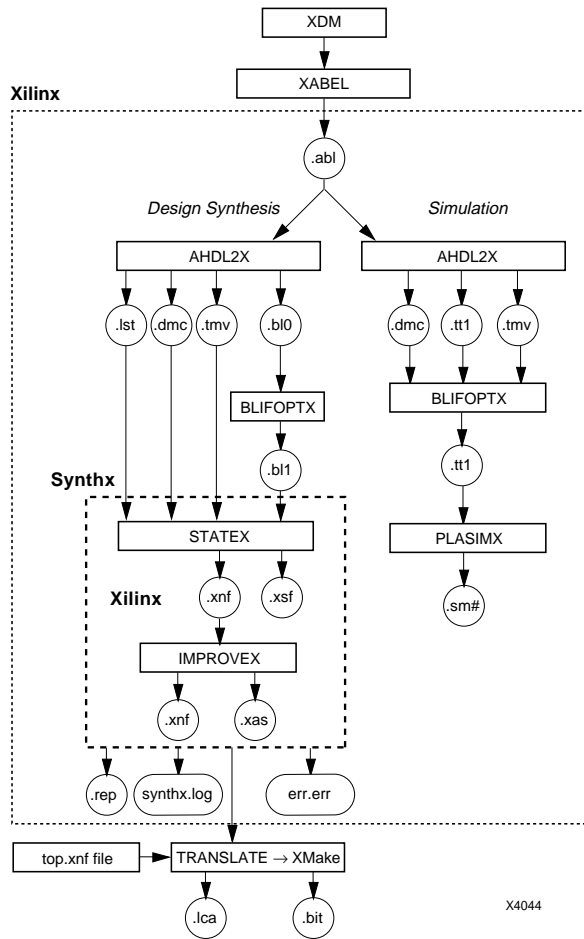 XDM
XABEL
Xilinx
.abl
Design Synthesis
Simulation
AHDL2X
AHDL2X
.lst
.dmc
.tmv
.bl0
.dmc
.tt1
.tmv
BLIFOPTX
BLIFOPTX
.bl1
.tt1
Synthx
STATEX
PLASIMX
Xilinx
.xnf
.xsf
.sm#
IMPROVEX
.xnf
.xas
.rep
synthx.log
err.err
top.xnf file
TRANSLATE → XMake
.lca
.bit
X4044